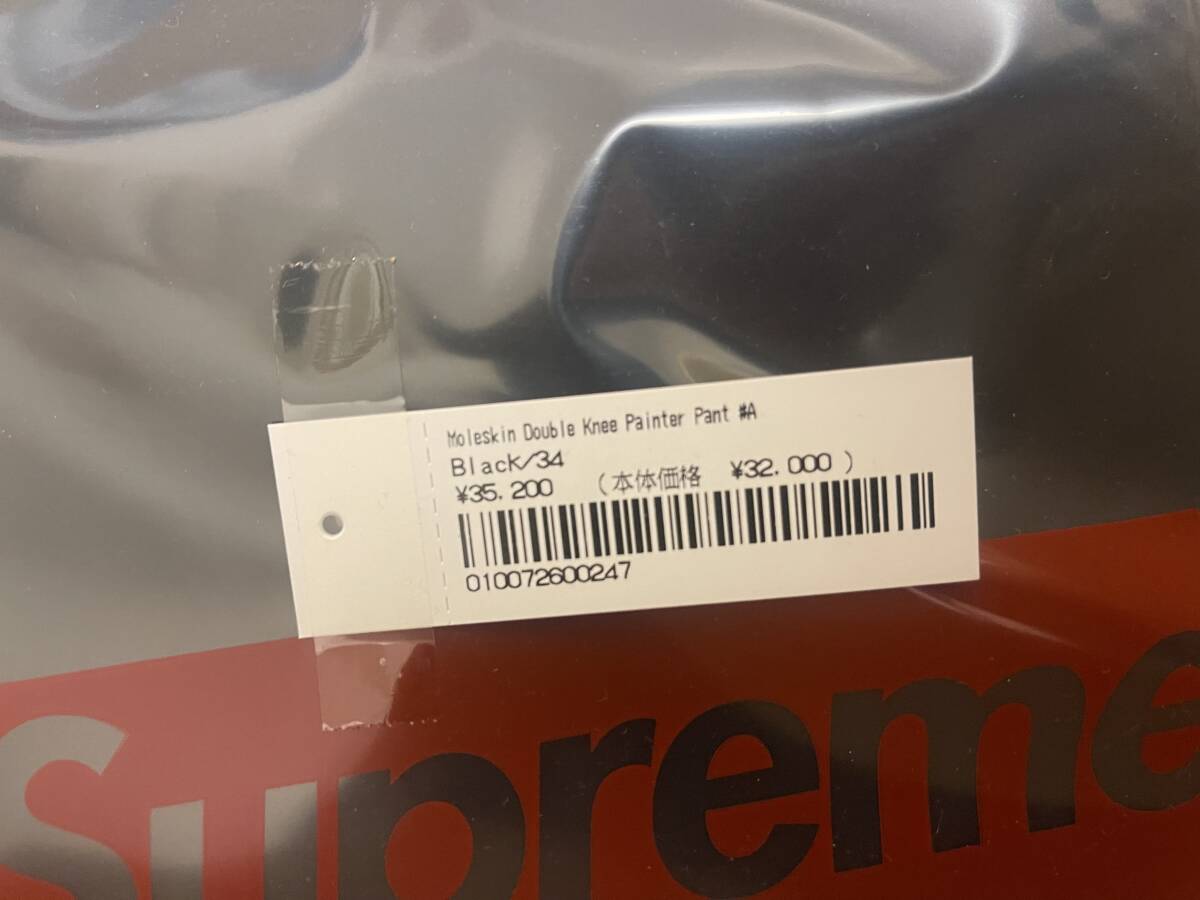 Moleskin Double Knee Painter Pant #A
Black/34
¥35,200 (本体価格 ¥32,000)
010072600247
Supreme